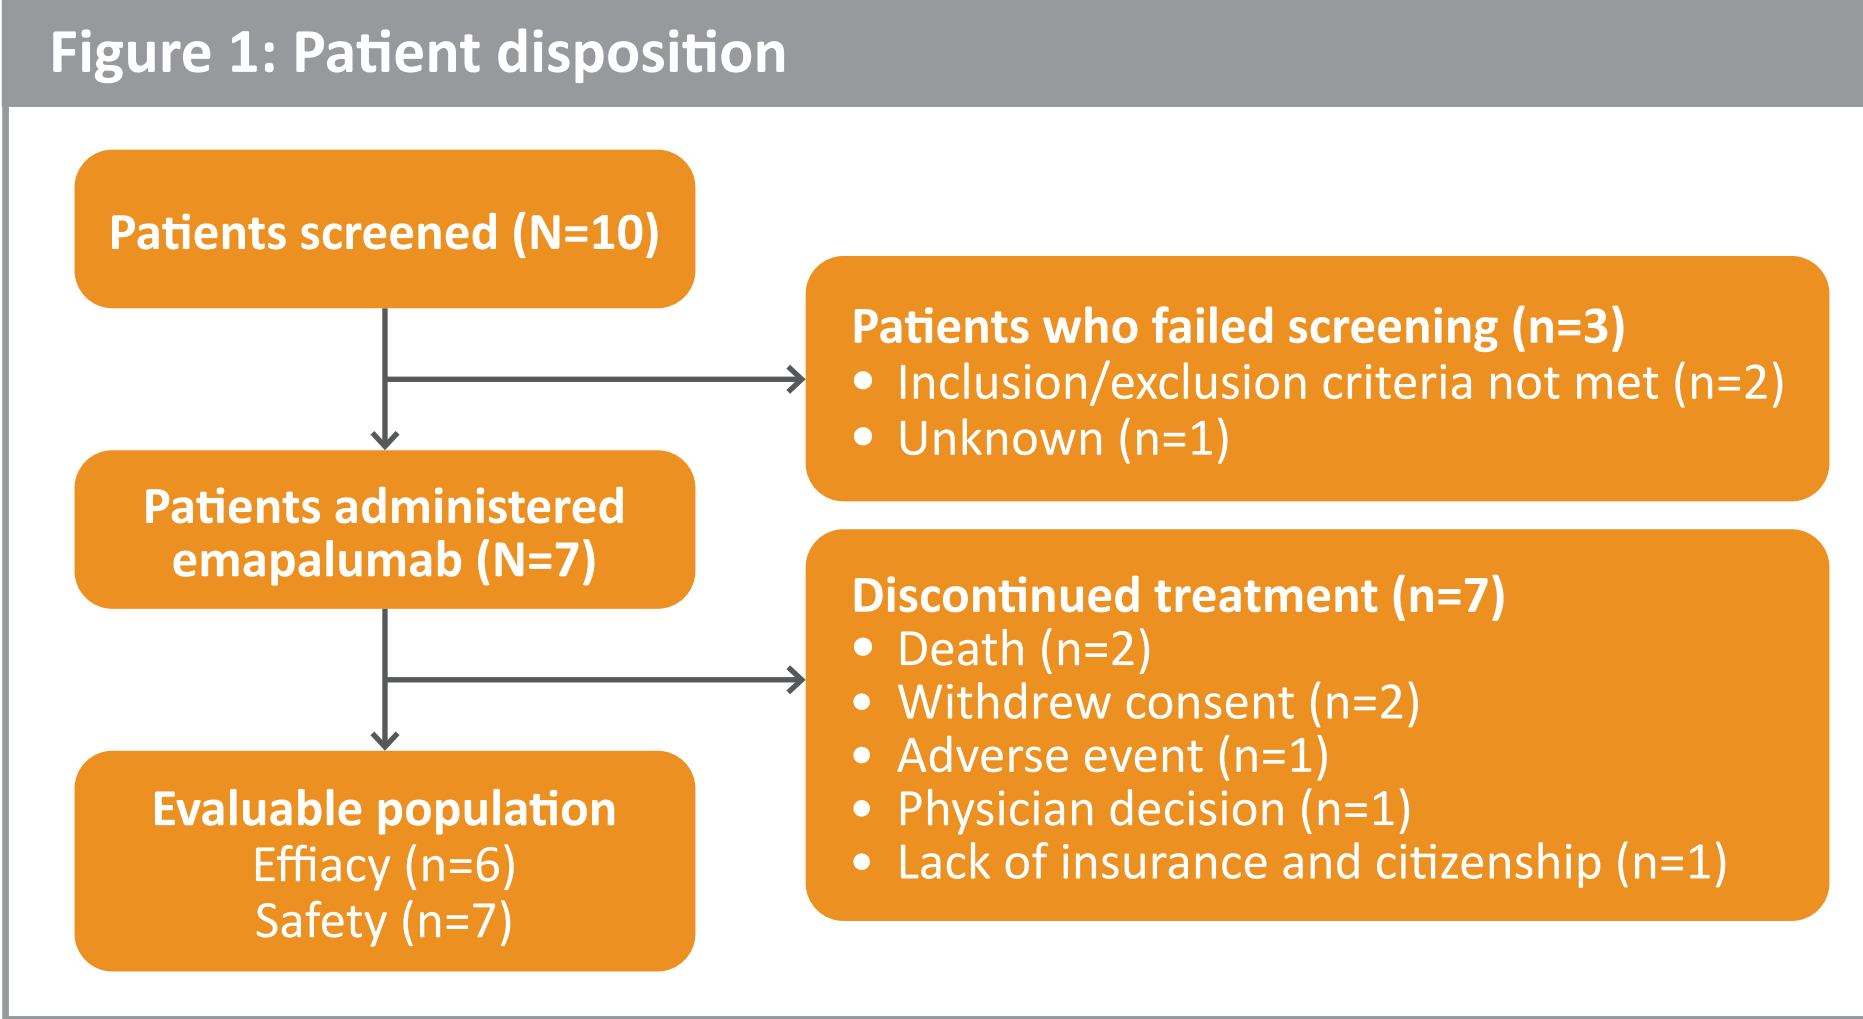 Figure 1: Patient disposition
Patients screened (N=10)
Patients who failed screening (n=3)
• Inclusion/exclusion criteria not met (n=2)
• Unknown (n=1)
Patients administered
emapalumab (N=7)
Discontinued treatment (n=7)
• Death (n=2)
• Withdrew consent (n=2)
• Adverse event (n=1)
• Physician decision (n=1)
• Lack of insurance and citizenship (n=1)
Evaluable population
Effiacy (n=6)
Safety (n=7)